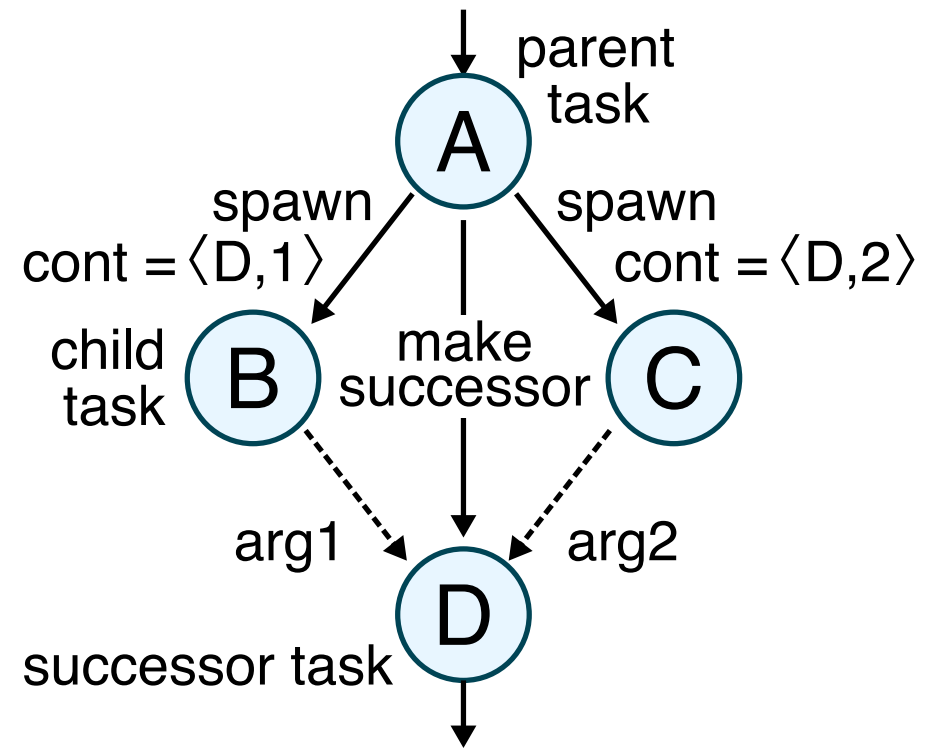 parent
task
A
spawn
spawn
cont =⟨D,1⟩
cont =⟨D,2⟩
child
task
B
make
successor
C
arg1
arg2
D
successor task